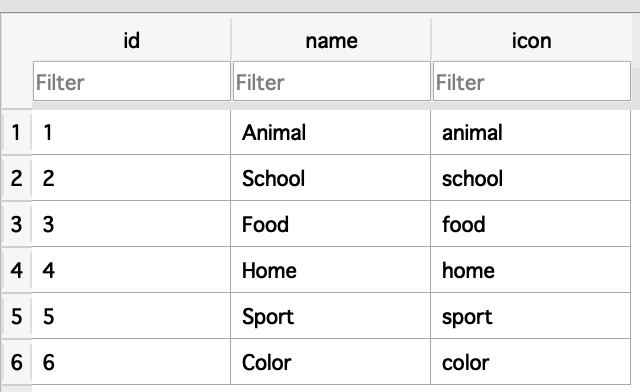 id name icon
Filter Filter Filter
1 1 Animal animal
2 2 School school
3 3 Food food
4 4 Home home
5 5 Sport sport
6 6 Color color